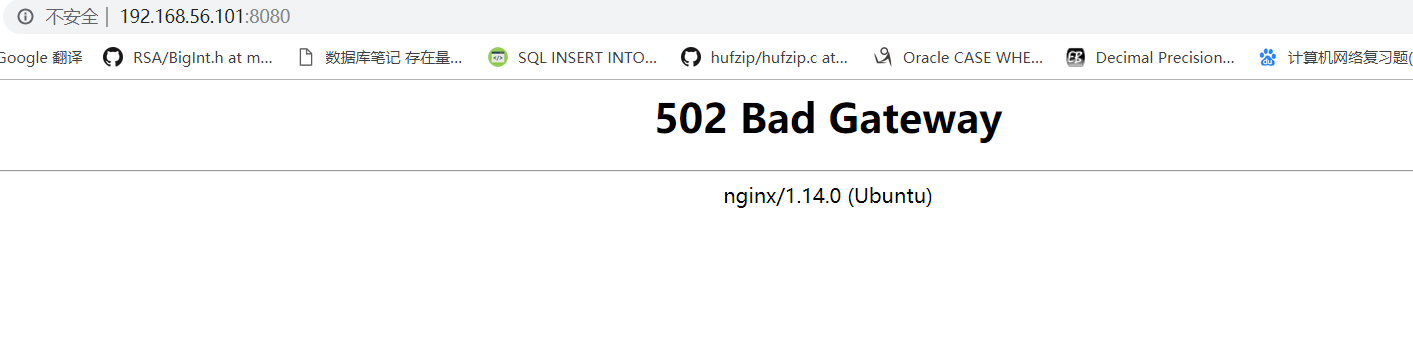 不安全 | 192.168.56.101:8080
Google 翻译 RSA/BigInt.h at m... 数据库笔记 存在量... SQL INSERT INTO... hufzip/hufzip.c at... Oracle CASE WHE... Decimal Precision... 计算机网络复习题(
502 Bad Gateway
nginx/1.14.0 (Ubuntu)